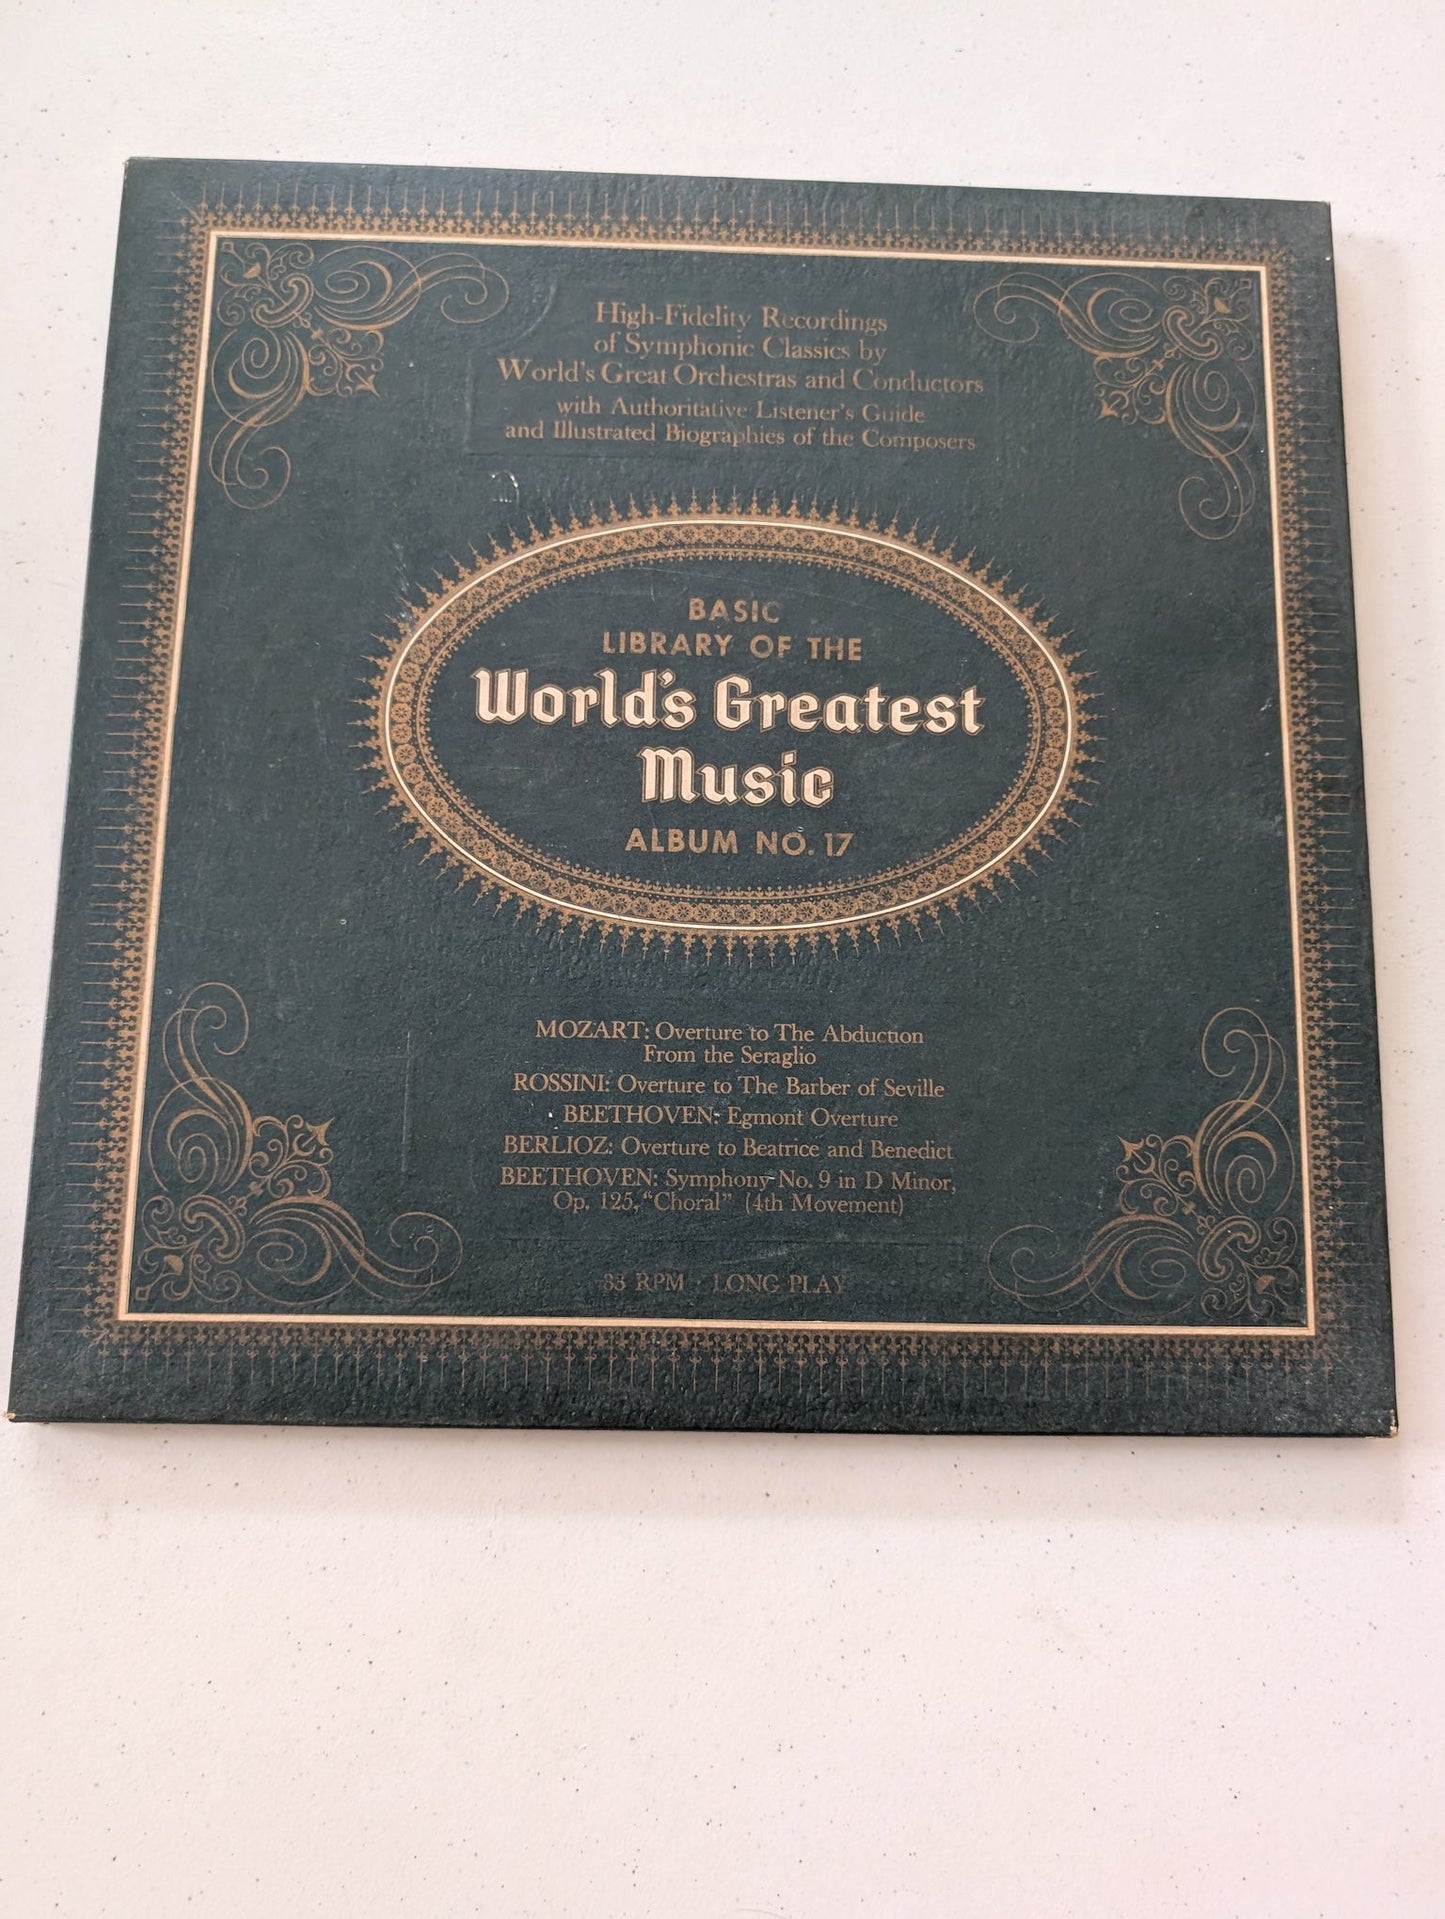 High-Fidelity Recordings
of Symphonic Classics by
World's Great Orchestras and Conductors
with Authoritative Listener's Guide
and Illustrated Biographies of the Composers
BASIC
LIBRARY OF THE
World's Greatest
Music
ALBUM NO. 17
MOZART: Overture to The Abduction
From the Seraglio
ROSSINI: Overture to The Barber of Seville
BEETHOVEN: Egmont Overture
BERLIOZ: Overture to Beatrice and Benedict
BEETHOVEN: Symphony No. 9 in D Minor,
Op. 125, "Choral" (4th Movement)
33 RPM · LONG PLAY